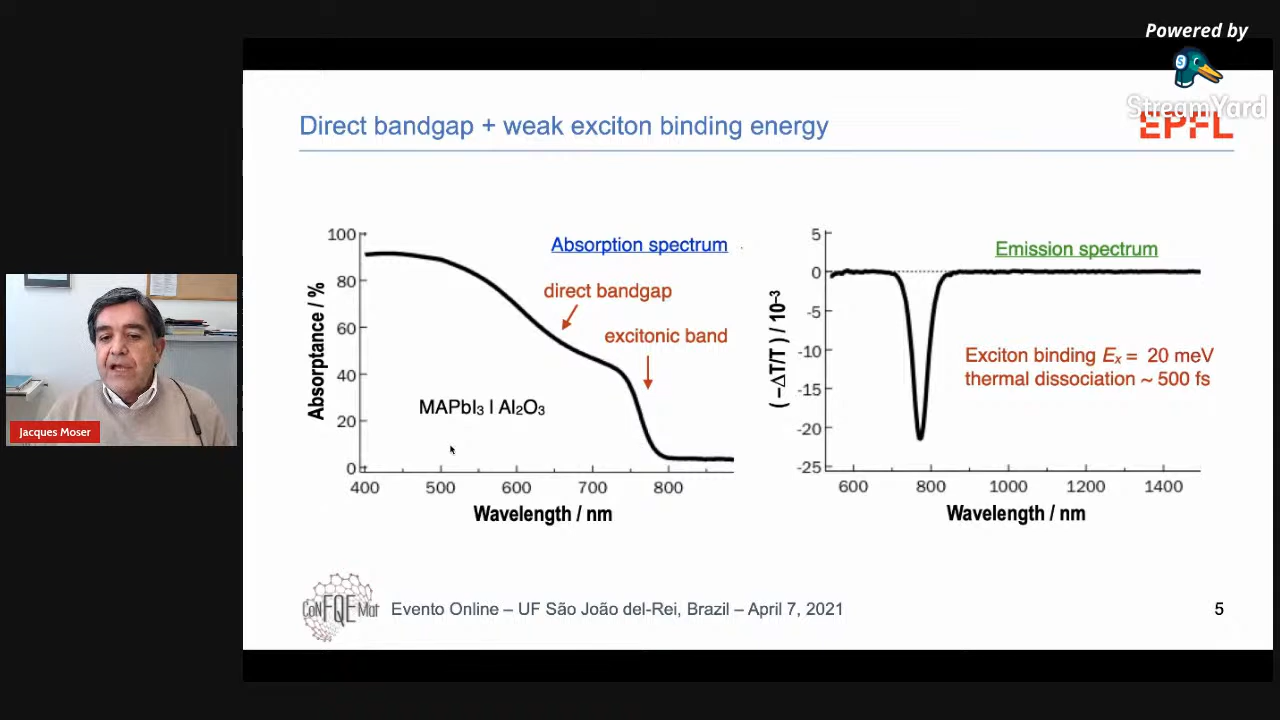 Powered by
S
StreamYard
EPFL
Direct bandgap + weak exciton binding energy
100
80
60
40
20
0
Absorptance / %
Absorption spectrum
direct bandgap
excitonic band
MAPbI₃ | Al₂O₃
400 500 600 700 800
Wavelength / nm
5
0
-5
-10
-15
-20
-25
( –ΔT/T ) / 10⁻³
Emission spectrum
Exciton binding Eₓ = 20 meV
thermal dissociation ~ 500 fs
600 800 1000 1200 1400
Wavelength / nm
Jacques Moser
CoNFQEMat
Evento Online – UF São João del-Rei, Brazil – April 7, 2021
5